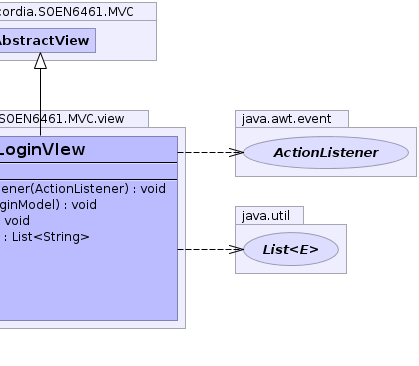 cordia.SOEN6461.MVC
AbstractView
SOEN6461.MVC.view
LoginVIew
ener(ActionListener) : void
ginModel) : void
void
: List<String>
java.awt.event
ActionListener
java.util
List<E>